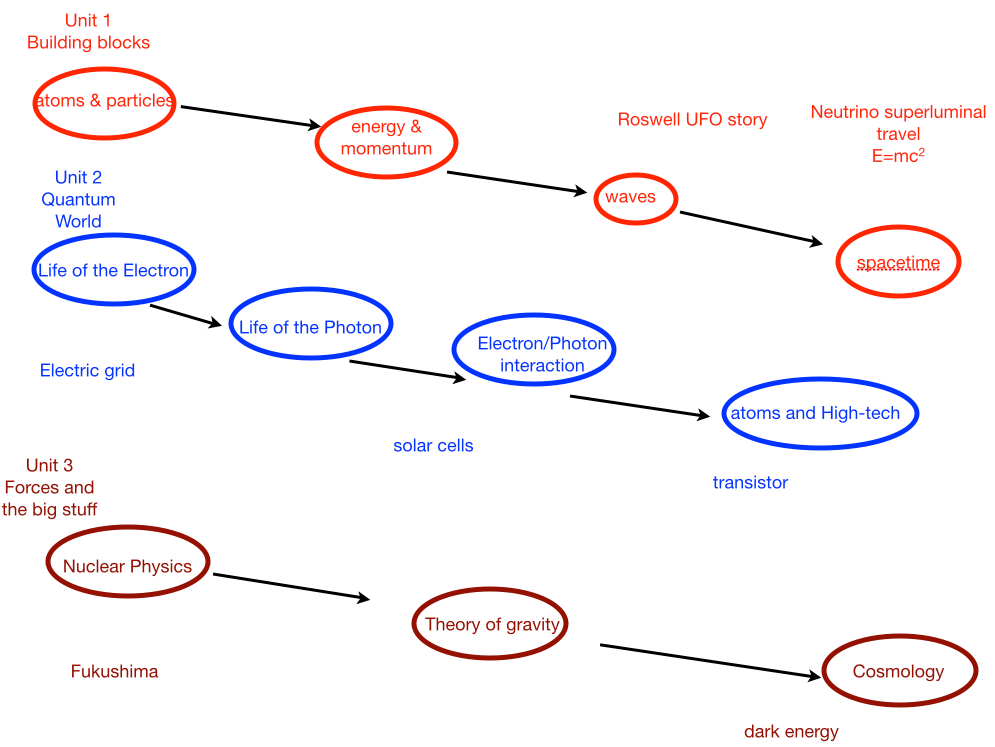 Unit 1
Building blocks
atoms & particles
energy &
momentum
Roswell UFO story
waves
Neutrino superluminal
travel
E=mc²
spacetime
Unit 2
Quantum
World
Life of the Electron
Life of the Photon
Electron/Photon
interaction
atoms and High-tech
Electric grid
solar cells
transistor
Unit 3
Forces and
the big stuff
Nuclear Physics
Theory of gravity
Cosmology
Fukushima
dark energy